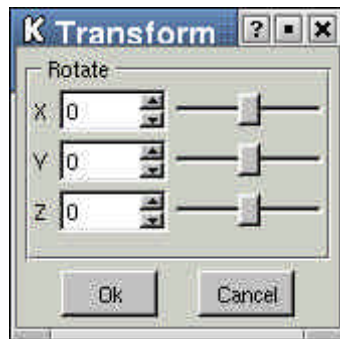 K Transform ?
Rotate
X 0
Y 0
Z 0
Ok Cancel